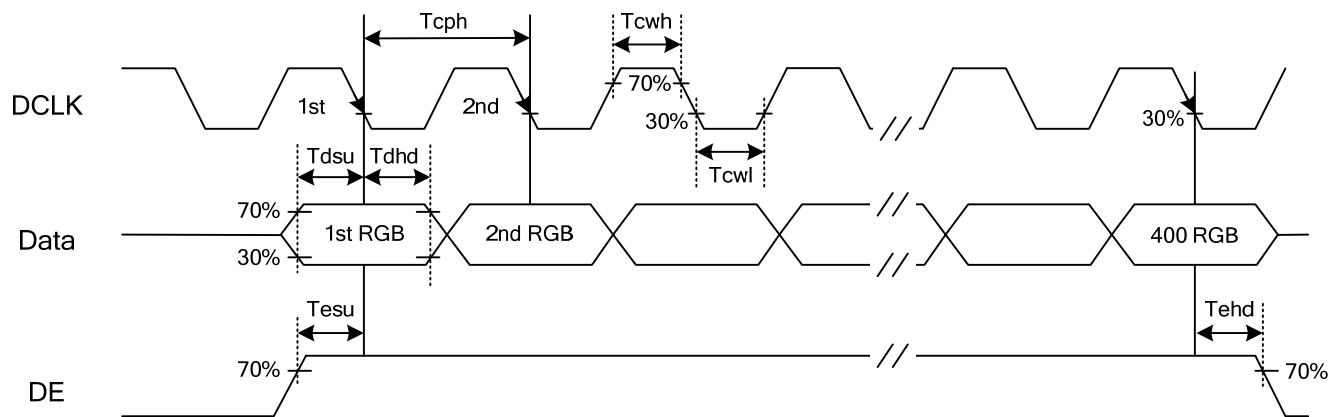 Tcph
Tcwh
DCLK
1st
2nd
70%
30%
30%
Tcwl
Tdsu
Tdhd
70%
Data
1st RGB
2nd RGB
400 RGB
30%
Tesu
Tehd
70%
70%
DE